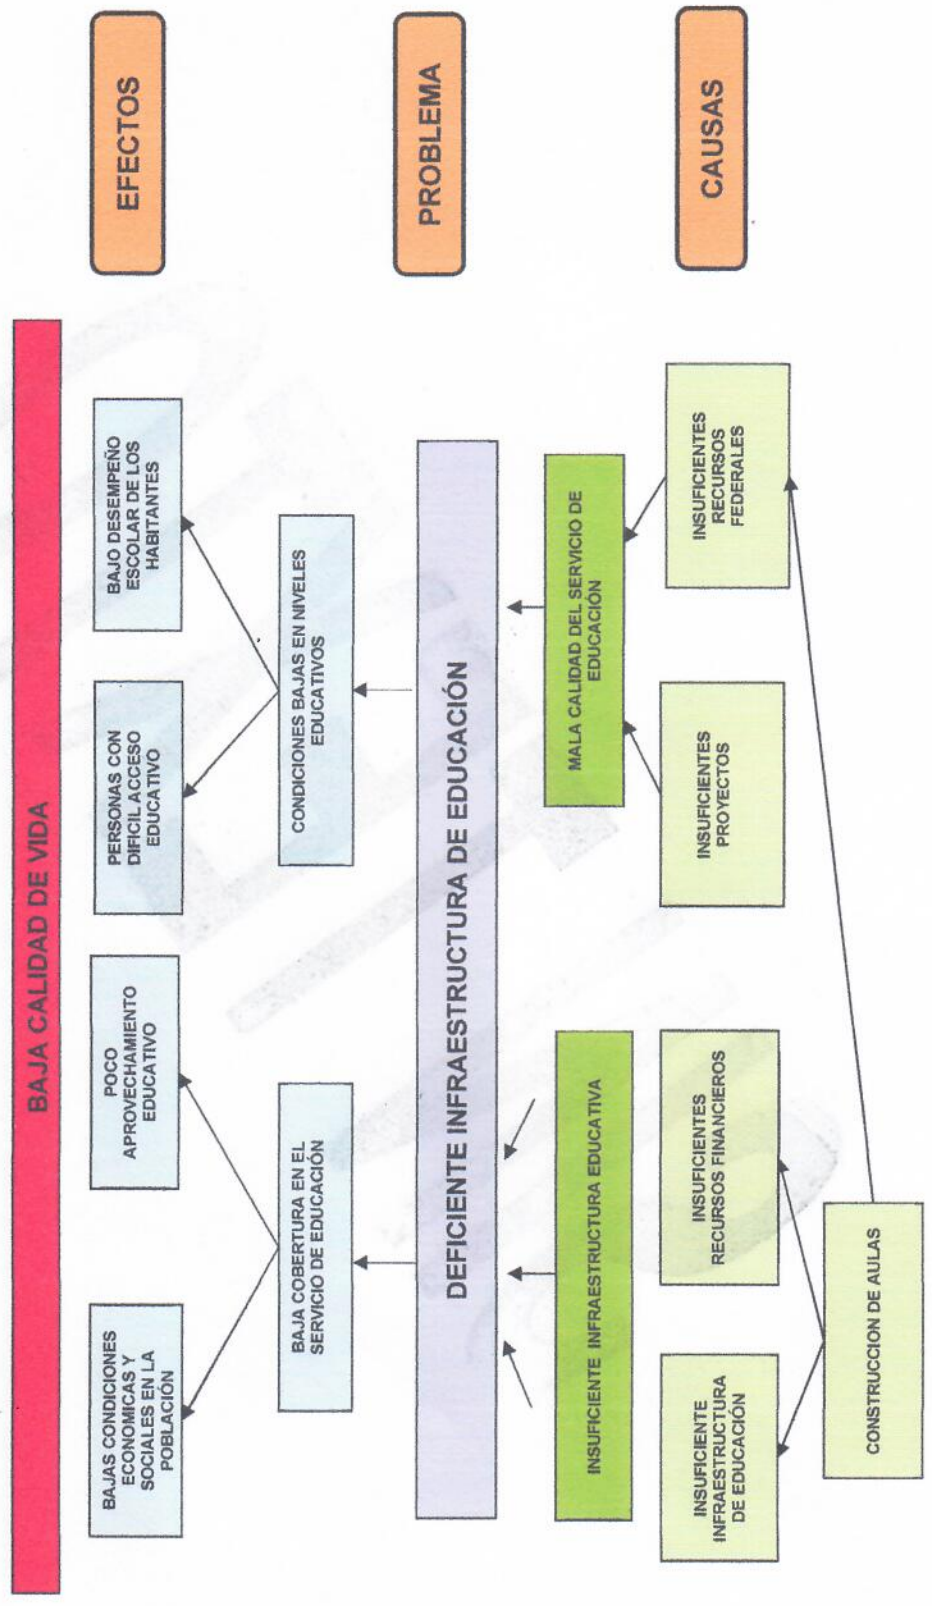 BAJA CALIDAD DE VIDA
BAJAS CONDICIONES
ECONOMICAS Y
SOCIALES EN LA
POBLACIÓN
POCO
APROVECHAMIENTO
EDUCATIVO
PERSONAS CON
DIFICIL ACCESO
EDUCATIVO
BAJO DESEMPEÑO
ESCOLAR DE LOS
HABITANTES
EFECTOS
BAJA COBERTURA EN EL
SERVICIO DE EDUCACIÓN
CONDICIONES BAJAS EN NIVELES
EDUCATIVOS
DEFICIENTE INFRAESTRUCTURA DE EDUCACIÓN
PROBLEMA
INSUFICIENTE INFRAESTRUCTURA EDUCATIVA
MALA CALIDAD DEL SERVICIO DE
EDUCACIÓN
INSUFICIENTE
INFRAESTRUCTURA
DE EDUCACIÓN
INSUFICIENTES
RECURSOS FINANCIEROS
INSUFICIENTES
PROYECTOS
INSUFICIENTES
RECURSOS
FEDERALES
CAUSAS
CONSTRUCCION DE AULAS